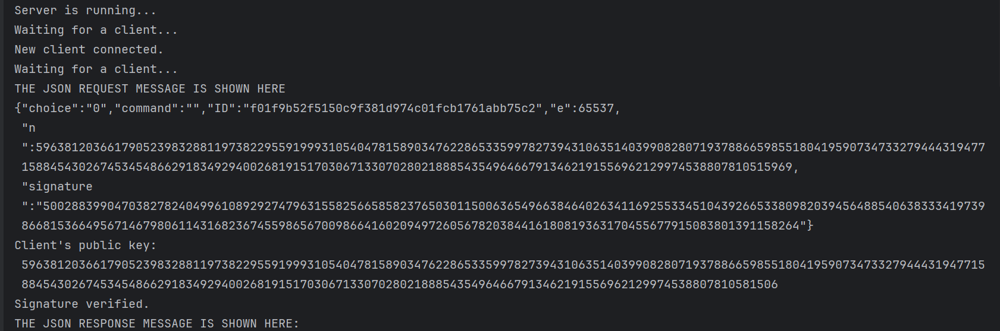 Server is running...
Waiting for a client...
New client connected.
Waiting for a client...
THE JSON REQUEST MESSAGE IS SHOWN HERE
{"choice":"0","command":"","ID":"f01f9b52f5150c9f381d974c01fcb1761abb75c2","e":65537,
"n
":5963812036617905239832881197382295591999310540478158903476228653359978273943106351403990828071937886659855180419590734733279444319477
1588454302674534548662918349294002681915170306713307028021888543549646679134621915569621299745388078105​15969,
"signature
":"500288399047038278240499610892927479631558256658582376503011500636549663846402634116925533451043926653380982039456488540638333419739
8668153664956714679806114316823674559865670098664160209497260567820384416180819363170455677915083801391158264"}
Client's public key:
596381203661790523983288119738229559199931054047815890347622865335997827394310635140399082807193788665985518041959073473327944431947715
8845430267453454866291834929400268191517030671330702802188854354964667913462191556962129974538807810581506
Signature verified.
THE JSON RESPONSE MESSAGE IS SHOWN HERE: